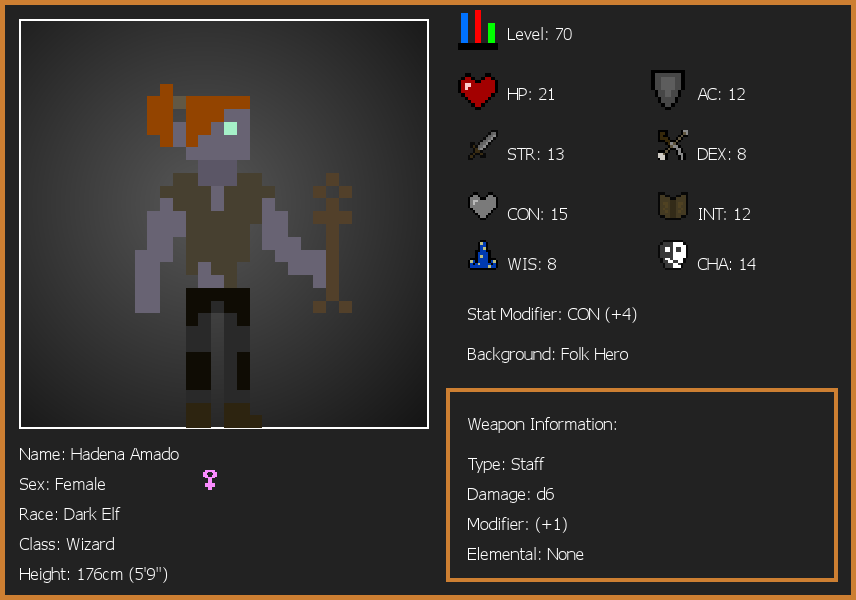 Level: 70
HP: 21
AC: 12
STR: 13
DEX: 8
CON: 15
INT: 12
WIS: 8
CHA: 14
Stat Modifier: CON (+4)
Background: Folk Hero
Weapon Information:
Type: Staff
Damage: d6
Modifier: (+1)
Elemental: None
Name: Hadena Amado
Sex: Female
Race: Dark Elf
Class: Wizard
Height: 176cm (5'9")